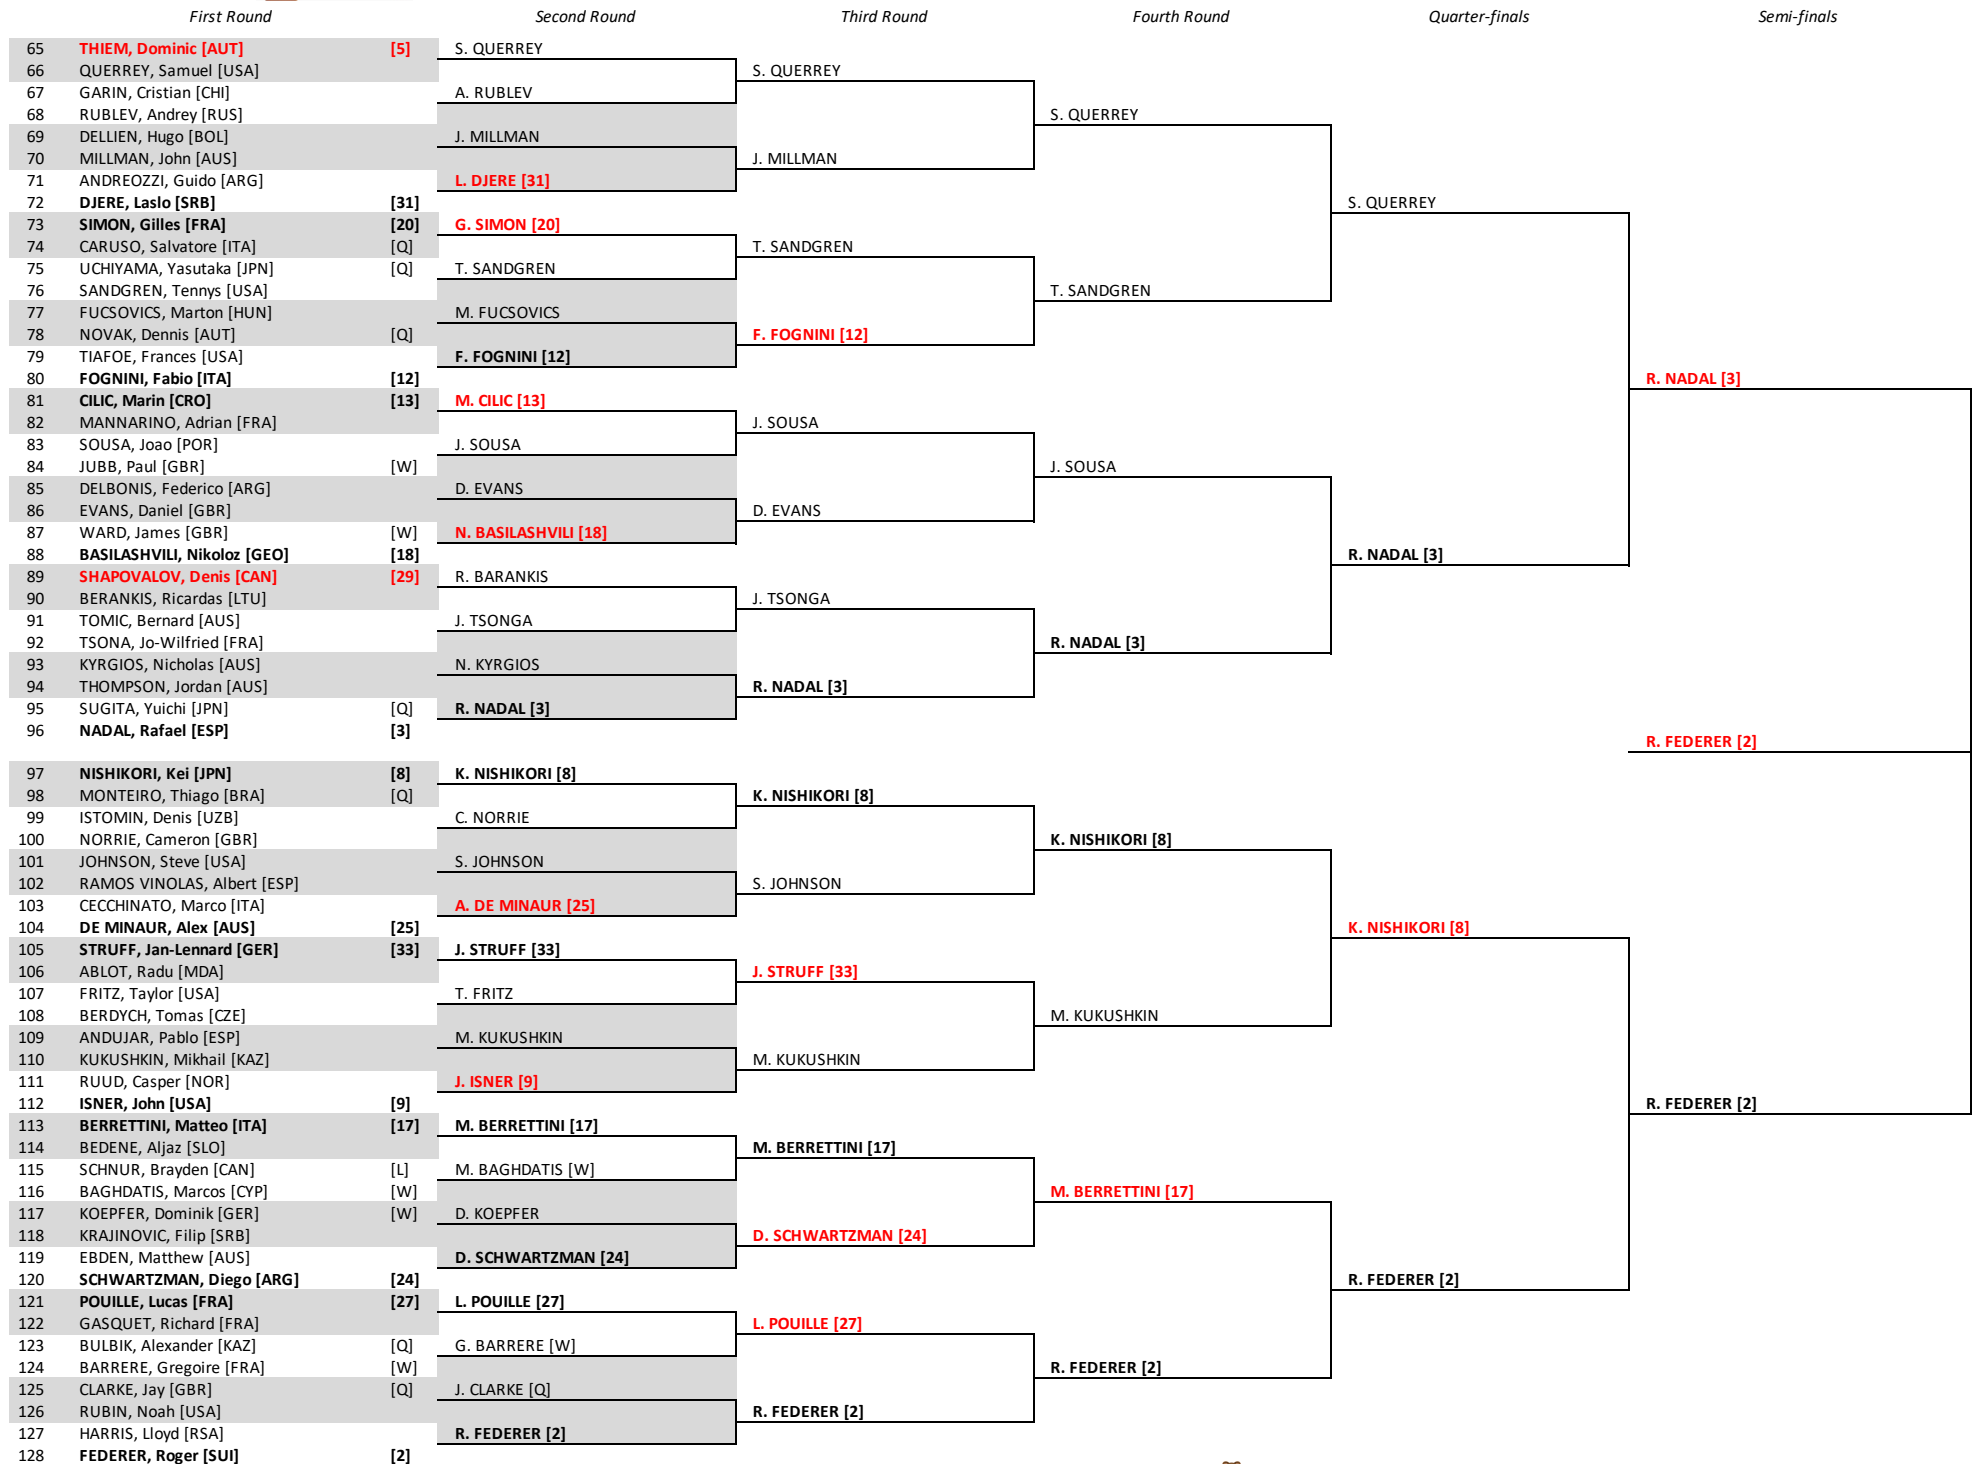 First Round Second Round Third Round Fourth Round Quarter-finals Semi-finals
65 THIEM, Dominic [AUT] [5] S. QUERREY
66 QUERREY, Samuel [USA] S. QUERREY
67 GARIN, Cristian [CHI] A. RUBLEV
68 RUBLEV, Andrey [RUS] S. QUERREY
69 DELLIEN, Hugo [BOL] J. MILLMAN
70 MILLMAN, John [AUS] J. MILLMAN
71 ANDREOZZI, Guido [ARG] L. DJERE [31]
72 DJERE, Laslo [SRB] [31] S. QUERREY
73 SIMON, Gilles [FRA] [20] G. SIMON [20]
74 CARUSO, Salvatore [ITA] [Q] T. SANDGREN
75 UCHIYAMA, Yasutaka [JPN] [Q] T. SANDGREN
76 SANDGREN, Tennys [USA] T. SANDGREN
77 FUCSOVICS, Marton [HUN] M. FUCSOVICS
78 NOVAK, Dennis [AUT] [Q] F. FOGNINI [12]
79 TIAFOE, Frances [USA] F. FOGNINI [12]
80 FOGNINI, Fabio [ITA] [12] R. NADAL [3]
81 CILIC, Marin [CRO] [13] M. CILIC [13]
82 MANNARINO, Adrian [FRA] J. SOUSA
83 SOUSA, Joao [POR] J. SOUSA
84 JUBB, Paul [GBR] [W] J. SOUSA
85 DELBONIS, Federico [ARG] D. EVANS
86 EVANS, Daniel [GBR] D. EVANS
87 WARD, James [GBR] [W] N. BASILASHVILI [18]
88 BASILASHVILI, Nikoloz [GEO] [18] R. NADAL [3]
89 SHAPOVALOV, Denis [CAN] [29] R. BARANKIS
90 BERANKIS, Ricardas [LTU] J. TSONGA
91 TOMIC, Bernard [AUS] J. TSONGA
92 TSONA, Jo-Wilfried [FRA] R. NADAL [3]
93 KYRGIOS, Nicholas [AUS] N. KYRGIOS
94 THOMPSON, Jordan [AUS] R. NADAL [3]
95 SUGITA, Yuichi [JPN] [Q] R. NADAL [3]
96 NADAL, Rafael [ESP] [3]
R. FEDERER [2]
97 NISHIKORI, Kei [JPN] [8] K. NISHIKORI [8]
98 MONTEIRO, Thiago [BRA] [Q] K. NISHIKORI [8]
99 ISTOMIN, Denis [UZB] C. NORRIE
100 NORRIE, Cameron [GBR] K. NISHIKORI [8]
101 JOHNSON, Steve [USA] S. JOHNSON
102 RAMOS VINOLAS, Albert [ESP] S. JOHNSON
103 CECCHINATO, Marco [ITA] A. DE MINAUR [25]
104 DE MINAUR, Alex [AUS] [25] K. NISHIKORI [8]
105 STRUFF, Jan-Lennard [GER] [33] J. STRUFF [33]
106 ABLOT, Radu [MDA] J. STRUFF [33]
107 FRITZ, Taylor [USA] T. FRITZ
108 BERDYCH, Tomas [CZE] M. KUKUSHKIN
109 ANDUJAR, Pablo [ESP] M. KUKUSHKIN
110 KUKUSHKIN, Mikhail [KAZ] M. KUKUSHKIN
111 RUUD, Casper [NOR] J. ISNER [9]
112 ISNER, John [USA] [9] R. FEDERER [2]
113 BERRETTINI, Matteo [ITA] [17] M. BERRETTINI [17]
114 BEDENE, Aljaz [SLO] M. BERRETTINI [17]
115 SCHNUR, Brayden [CAN] [L] M. BAGHDATIS [W]
116 BAGHDATIS, Marcos [CYP] [W] M. BERRETTINI [17]
117 KOEPFER, Dominik [GER] [W] D. KOEPFER
118 KRAJINOVIC, Filip [SRB] D. SCHWARTZMAN [24]
119 EBDEN, Matthew [AUS] D. SCHWARTZMAN [24]
120 SCHWARTZMAN, Diego [ARG] [24] R. FEDERER [2]
121 POUILLE, Lucas [FRA] [27] L. POUILLE [27]
122 GASQUET, Richard [FRA] L. POUILLE [27]
123 BULBIK, Alexander [KAZ] [Q] G. BARRERE [W]
124 BARRERE, Gregoire [FRA] [W] R. FEDERER [2]
125 CLARKE, Jay [GBR] [Q] J. CLARKE [Q]
126 RUBIN, Noah [USA] R. FEDERER [2]
127 HARRIS, Lloyd [RSA] R. FEDERER [2]
128 FEDERER, Roger [SUI] [2]